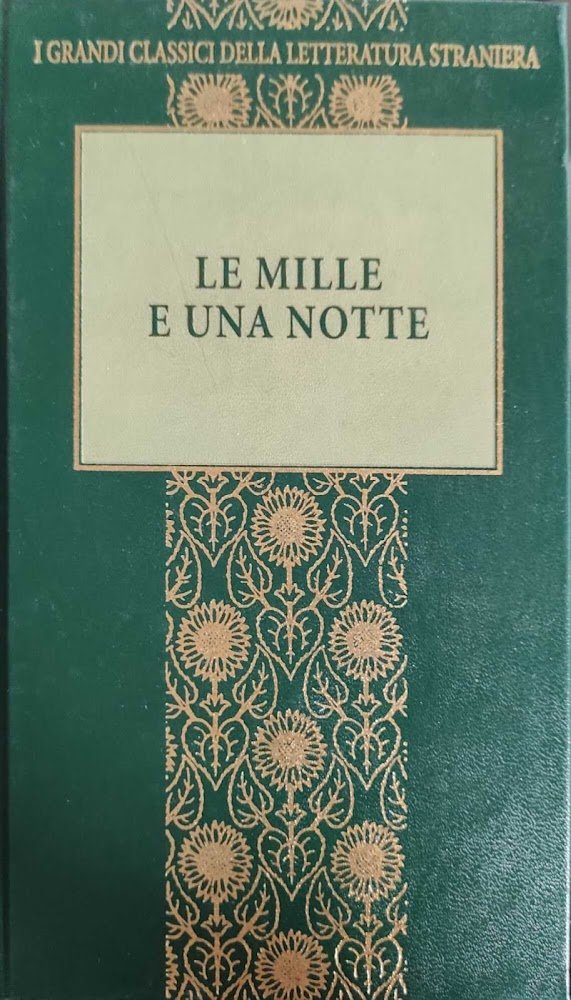 I GRANDI CLASSICI DELLA LETTERATURA STRANIERA
LE MILLE
E UNA NOTTE